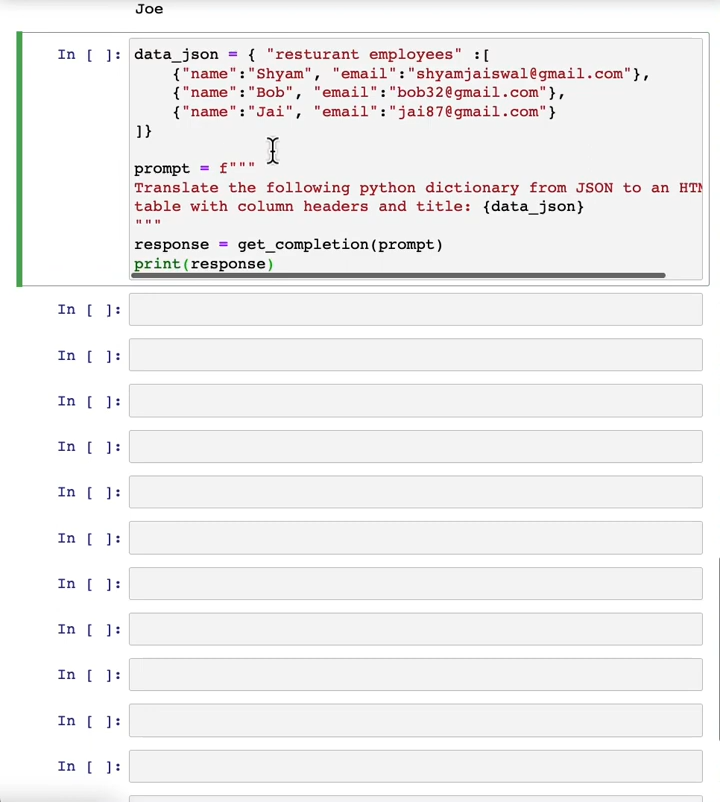 Joe
In [ ]: data_json = { "resturant employees" :[
{"name":"Shyam", "email":"shyamjaiswal@gmail.com"},
{"name":"Bob", "email":"bob32@gmail.com"},
{"name":"Jai", "email":"jai87@gmail.com"}
]}
prompt = f"""
Translate the following python dictionary from JSON to an
table with column headers and title: {data_json}
"""
response = get_completion(prompt)
print(response)
In [ ]:
In [ ]:
In [ ]:
In [ ]:
In [ ]:
In [ ]:
In [ ]:
In [ ]:
In [ ]:
In [ ]:
In [ ]: